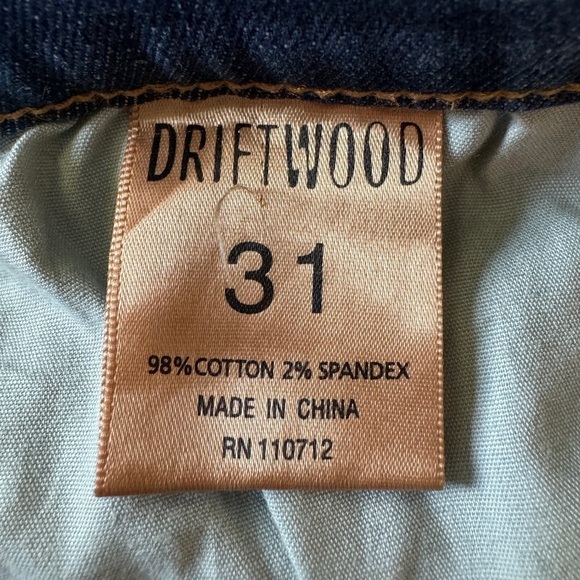 DRIFTWOOD
31
98% COTTON 2% SPANDEX
MADE IN CHINA
RN 110712